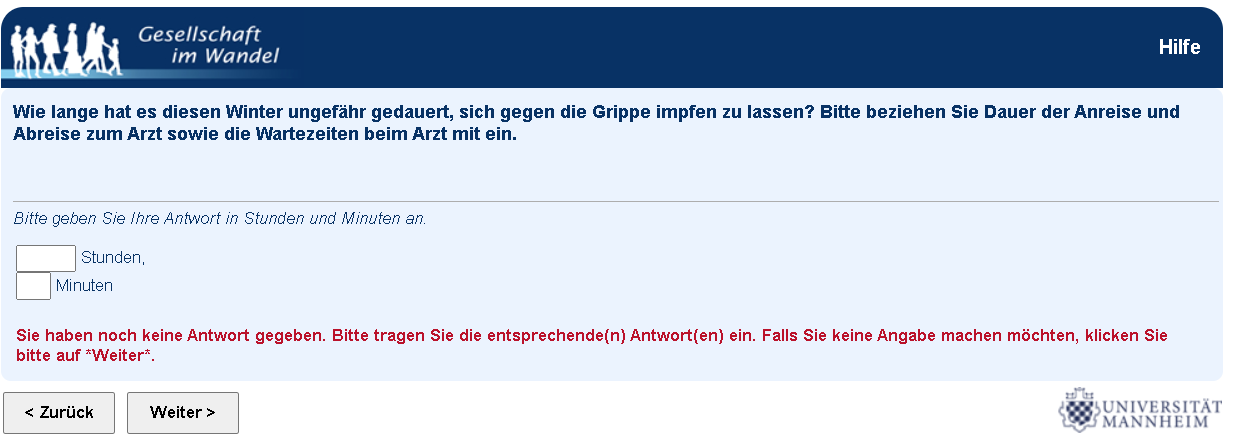 Gesellschaft
im Wandel
Hilfe
Wie lange hat es diesen Winter ungefähr gedauert, sich gegen die Grippe impfen zu lassen? Bitte beziehen Sie Dauer der Anreise und
Abreise zum Arzt sowie die Wartezeiten beim Arzt mit ein.
Bitte geben Sie Ihre Antwort in Stunden und Minuten an.
Stunden,
Minuten
Sie haben noch keine Antwort gegeben. Bitte tragen Sie die entsprechende(n) Antwort(en) ein. Falls Sie keine Angabe machen möchten, klicken Sie
bitte auf *Weiter*.
< Zurück Weiter >
UNIVERSITÄT
MANNHEIM